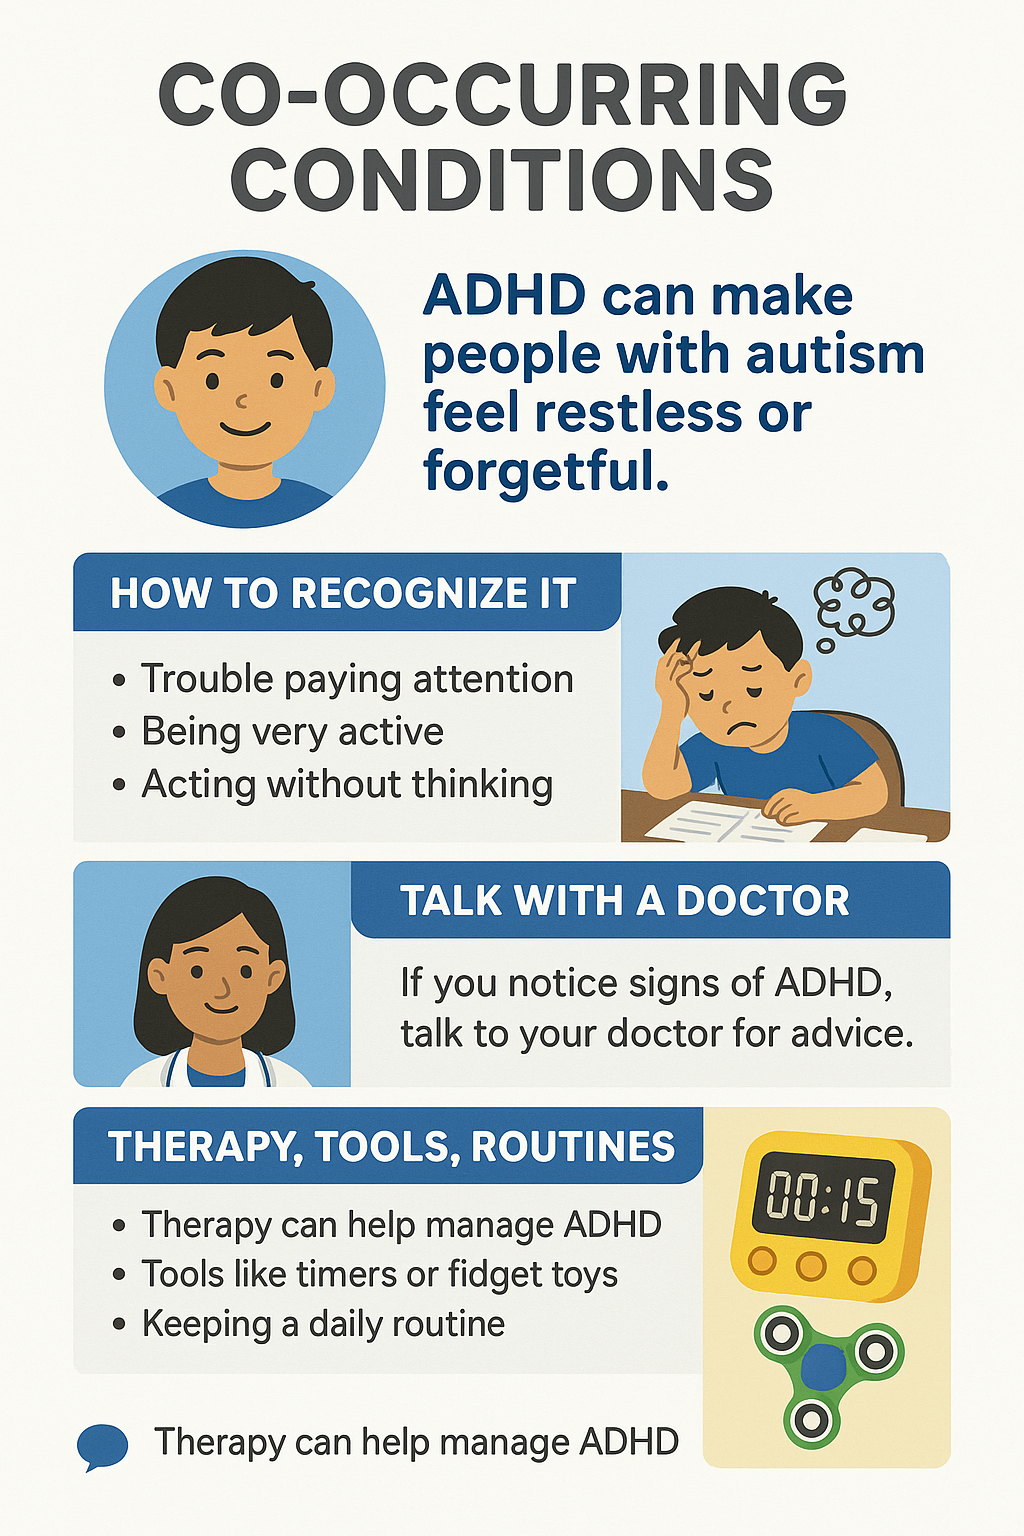 CO-OCCURRING
CONDITIONS
ADHD can make
people with autism
feel restless or
forgetful.
HOW TO RECOGNIZE IT
• Trouble paying attention
• Being very active
• Acting without thinking
TALK WITH A DOCTOR
If you notice signs of ADHD,
talk to your doctor for advice.
THERAPY, TOOLS, ROUTINES
• Therapy can help manage ADHD
• Tools like timers or fidget toys
• Keeping a daily routine
00:15
Therapy can help manage ADHD